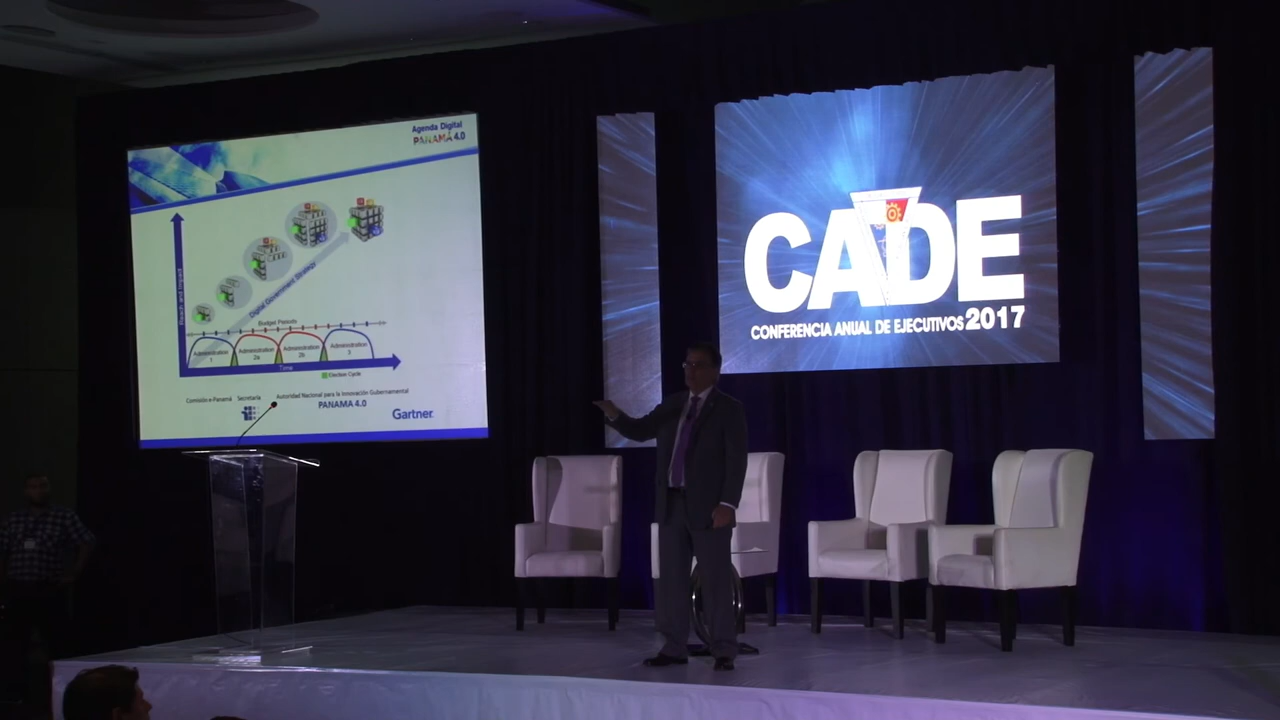 Agenda Digital
PANAMÁ 4.0
Reach and Impact
Digital Government Strategy
Budget Periods
Administration
1
Administration
2a
Administration
2b
Administration
3
Time
Election Cycle
Comisión e-Panamá
Secretaría
Autoridad Nacional para la Innovación Gubernamental
PANAMA 4.0
Gartner
CADE
CONFERENCIA ANUAL DE EJECUTIVOS 2017